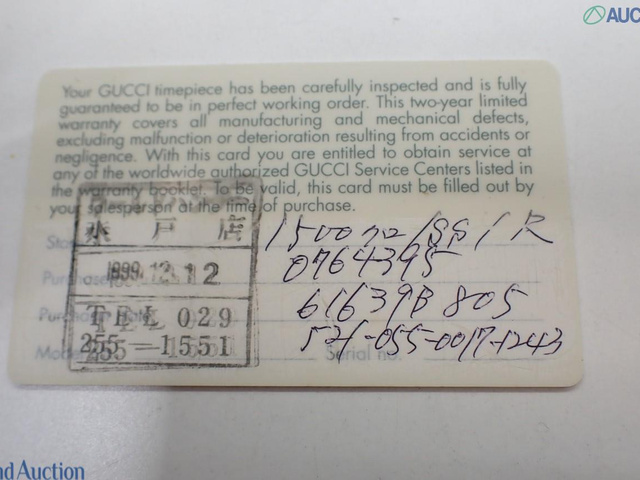 AUC
Your GUCCI timepiece has been carefully inspected and is fully
guaranteed to be in perfect working order. This two-year limited
warranty covers all manufacturing and mechanical defects,
excluding malfunction or deterioration resulting from accidents or
negligence. With this card you are entitled to obtain service at
any of the worldwide authorized GUCCI Service Centers listed in
the warranty booklet. To be valid, this card must be filled out by
your salesperson at the time of purchase.
水戸店
1999.12.12
TEL 029
255-1551
0764395
61639B 805
Serial no.
nd Auction